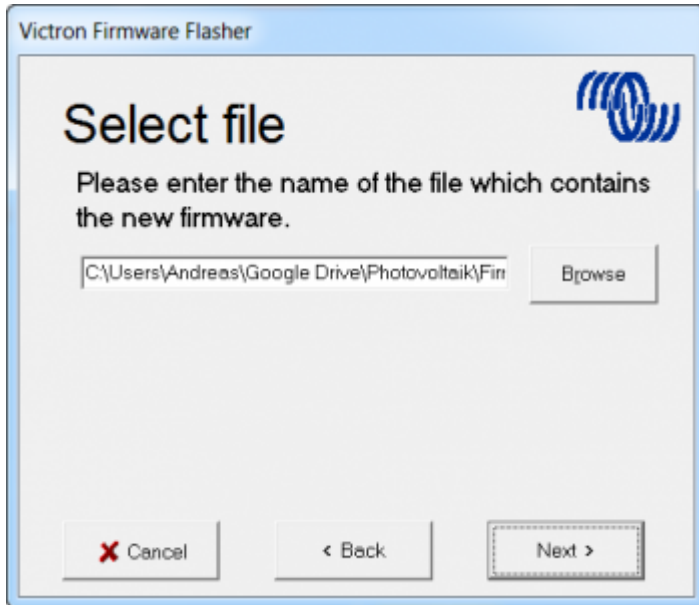 Victron Firmware Flasher
Select file
Please enter the name of the file which contains
the new firmware.
C:\Users\Andreas\Google Drive\Photovoltaik\Firr
Browse
Cancel
< Back
Next >